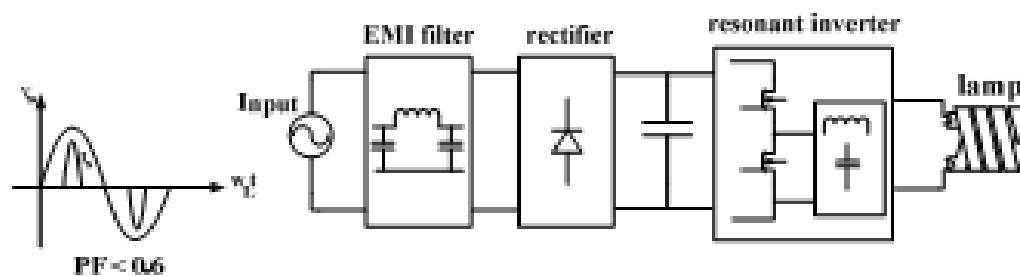 EMI filter
rectifier
resonant inverter
Input
lamp
PF < 0.6